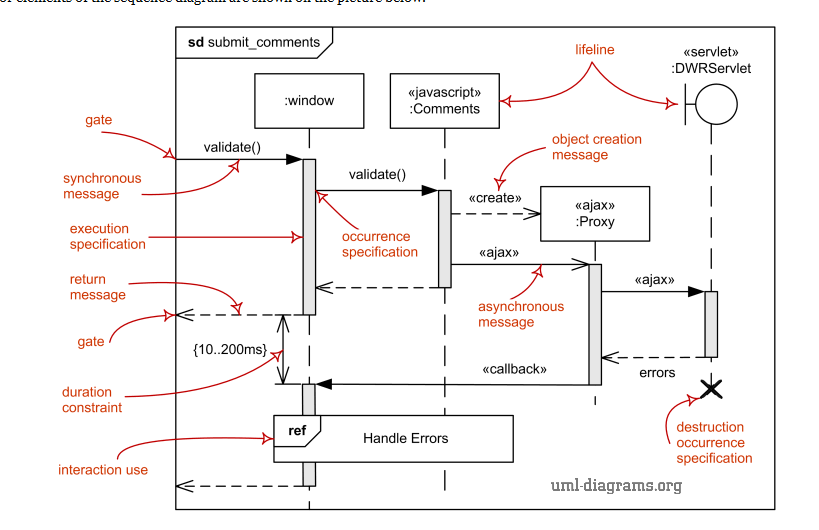 of elements of the sequence diagram are shown on the picture below.
sd submit_comments
lifeline
«servlet»
:DWRServlet
:window
«javascript»
:Comments
gate
validate()
object creation
message
synchronous
message
validate()
«create»
«ajax»
:Proxy
execution
specification
occurrence
specification
«ajax»
return
message
«ajax»
asynchronous
message
gate
{10..200ms}
«callback»
errors
duration
constraint
ref
Handle Errors
destruction
occurrence
specification
interaction use
uml-diagrams.org